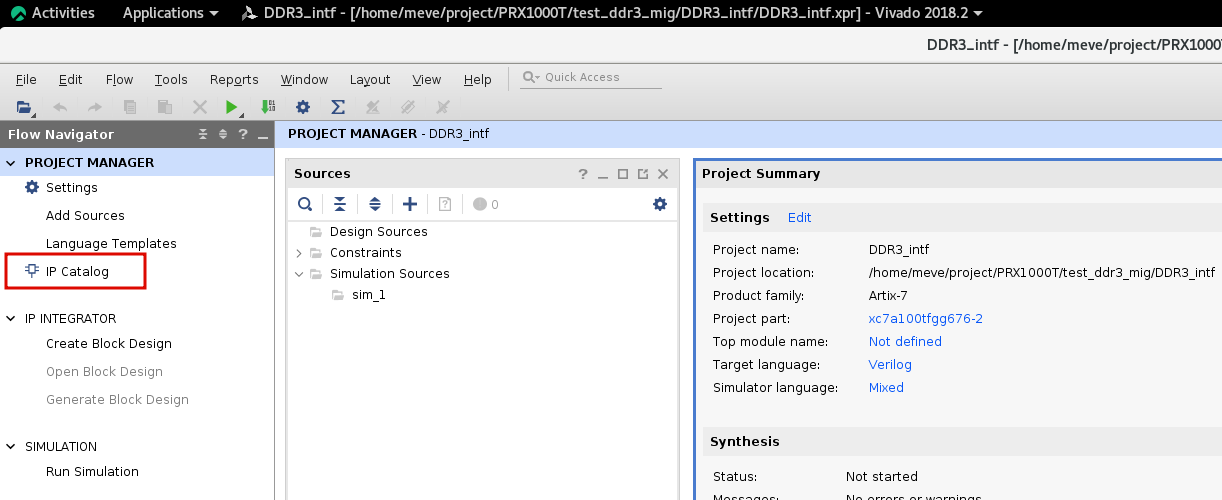 Activities Applications DDR3_intf - [/home/meve/project/PRX1000T/test_ddr3_mig/DDR3_intf/DDR3_intf.xpr] - Vivado 2018.2
DDR3_intf - [/home/meve/project/PRX1000T
File Edit Flow Tools Reports Window Layout View Help Quick Access
Flow Navigator
PROJECT MANAGER - DDR3_intf
PROJECT MANAGER
Settings
Add Sources
Language Templates
IP Catalog
IP INTEGRATOR
Create Block Design
Open Block Design
Generate Block Design
SIMULATION
Run Simulation
Sources
0
Design Sources
Constraints
Simulation Sources
sim_1
Project Summary
Settings Edit
Project name: DDR3_intf
Project location: /home/meve/project/PRX1000T/test_ddr3_mig/DDR3_intf
Product family: Artix-7
Project part: xc7a100tfgg676-2
Top module name: Not defined
Target language: Verilog
Simulator language: Mixed
Synthesis
Status: Not started
Messages: No errors or warnings